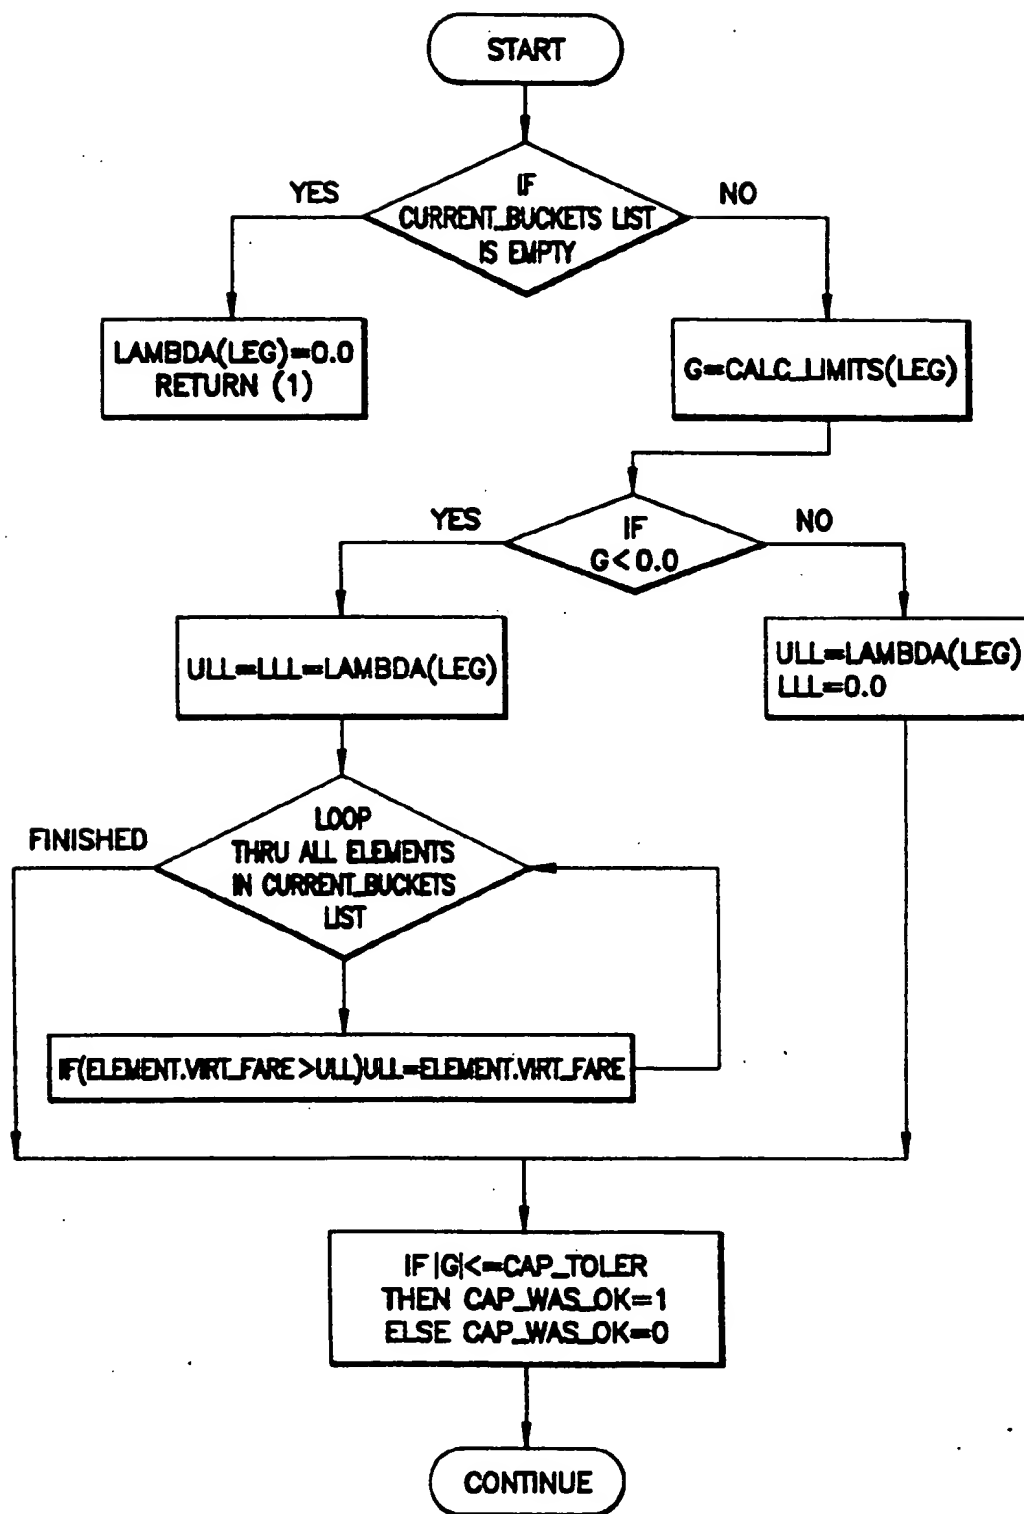 START
YES
IF
CURRENT_BUCKETS LIST
IS EMPTY
NO
LAMBDA(LEG)=0.0
RETURN (1)
G=CALC_LIMITS(LEG)
YES
IF
G<0.0
NO
ULL=LLL=LAMBDA(LEG)
ULL=LAMBDA(LEG)
LLL=0.0
FINISHED
LOOP
THRU ALL ELEMENTS
IN CURRENT_BUCKETS
LIST
IF(ELEMENT.VIRT_FARE>ULL)ULL=ELEMENT.VIRT_FARE
IF |G|<=CAP_TOLER
THEN CAP_WAS_OK=1
ELSE CAP_WAS_OK=0
CONTINUE